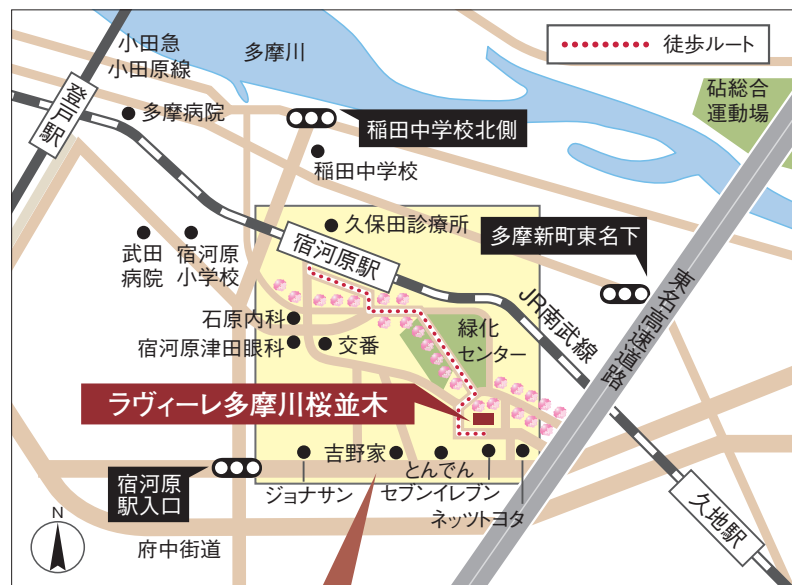 小田急
小田原線
多摩川
徒歩ルート
砧総合
運動場
登戸駅
多摩病院
稲田中学校北側
稲田中学校
久保田診療所
多摩新町東名下
武田
病院
宿河原
小学校
宿河原駅
JR南武線
東名高速道路
石原内科
宿河原津田眼科
交番
緑化
センター
ラヴィーレ多摩川桜並木
吉野家
とんでん
宿河原
駅入口
ジョナサン
セブンイレブン
ネッツトヨタ
久地駅
N
府中街道